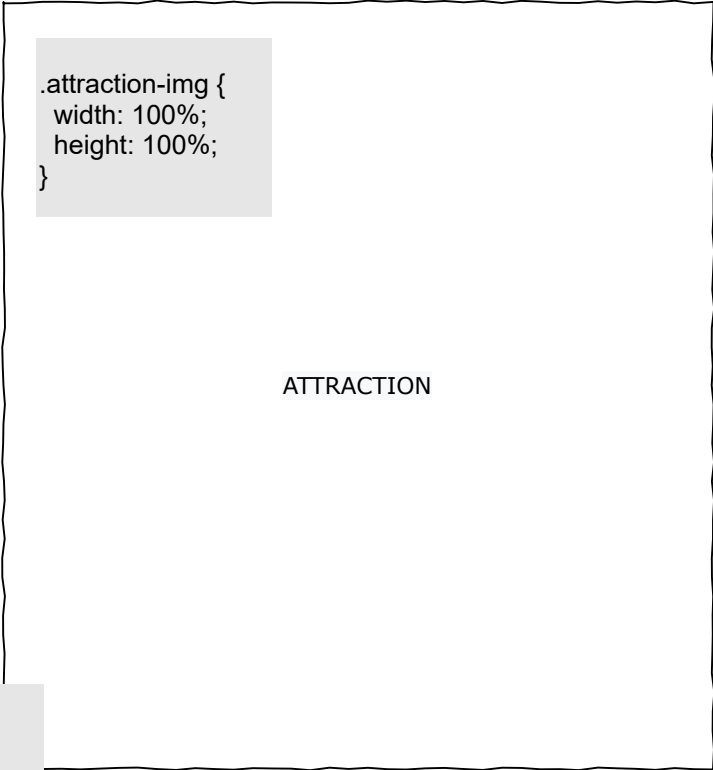 .attraction-img {
  width: 100%;
  height: 100%;
}
ATTRACTION